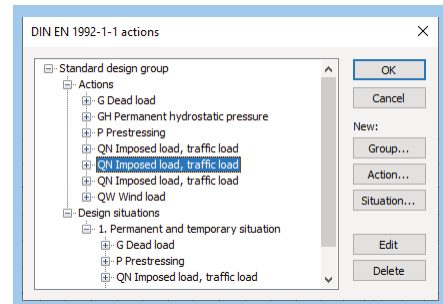 DIN EN 1992-1-1 actions
Standard design group
Actions
G Dead load
GH Permanent hydrostatic pressure
P Prestressing
QN Imposed load, traffic load
QN Imposed load, traffic load
QN Imposed load, traffic load
QW Wind load
Design situations
1. Permanent and temporary situation
G Dead load
P Prestressing
QN Imposed load, traffic load
OK
Cancel
New:
Group...
Action...
Situation...
Edit
Delete